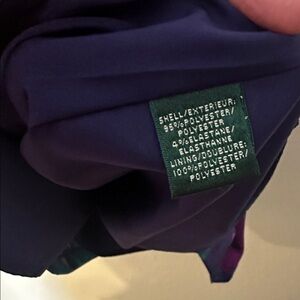 SHELL/EXTERIEUR:
96%POLYESTER/
POLYESTER
4%ELASTANE/
ELASTHANNE
LINING/DOUBLURE:
100%POLYESTER/
POLYESTER